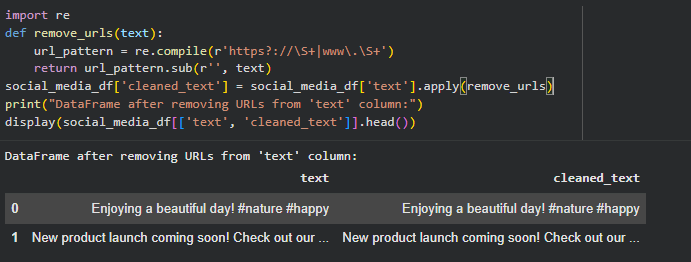 import re
def remove_urls(text):
    url_pattern = re.compile(r'https?://\S+|www\.\S+')
    return url_pattern.sub(r'', text)
social_media_df['cleaned_text'] = social_media_df['text'].apply(remove_urls)
print("DataFrame after removing URLs from 'text' column:")
display(social_media_df[['text', 'cleaned_text']].head())
DataFrame after removing URLs from 'text' column:
text cleaned_text
0 Enjoying a beautiful day! #nature #happy Enjoying a beautiful day! #nature #happy
1 New product launch coming soon! Check out our ... New product launch coming soon! Check out our ...